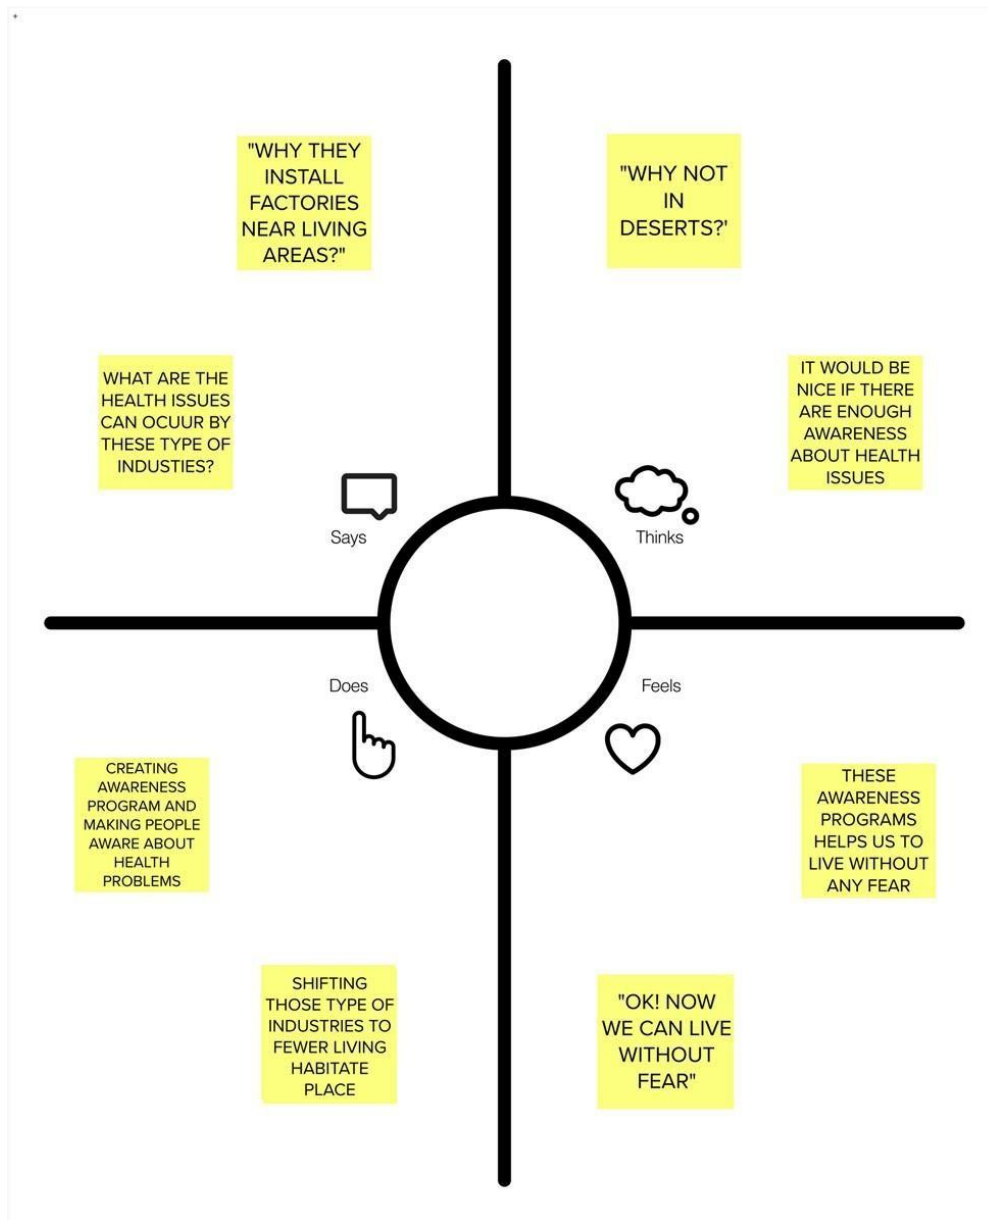 "WHY THEY
INSTALL
FACTORIES
NEAR LIVING
AREAS?"
"WHY NOT
IN
DESERTS?'
WHAT ARE THE
HEALTH ISSUES
CAN OCUUR BY
THESE TYPE OF
INDUSTIES?
IT WOULD BE
NICE IF THERE
ARE ENOUGH
AWARENESS
ABOUT HEALTH
ISSUES
Says
Thinks
Does
Feels
CREATING
AWARENESS
PROGRAM AND
MAKING PEOPLE
AWARE ABOUT
HEALTH
PROBLEMS
THESE
AWARENESS
PROGRAMS
HELPS US TO
LIVE WITHOUT
ANY FEAR
SHIFTING
THOSE TYPE OF
INDUSTRIES TO
FEWER LIVING
HABITATE
PLACE
"OK! NOW
WE CAN LIVE
WITHOUT
FEAR"